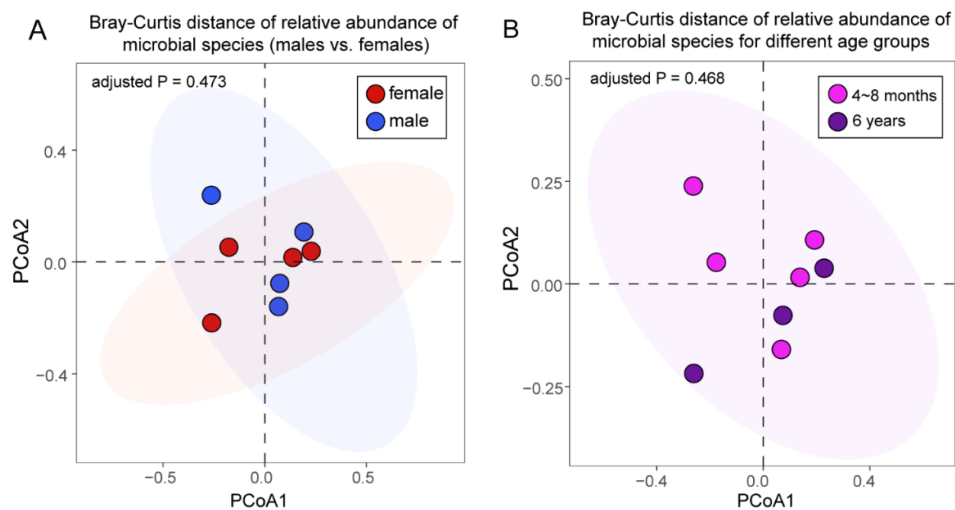 A
Bray-Curtis distance of relative abundance of
microbial species (males vs. females)
adjusted P = 0.473
female
male
0.4
0.0
−0.4
PCoA2
−0.5
0.0
0.5
PCoA1
B
Bray-Curtis distance of relative abundance of
microbial species for different age groups
adjusted P = 0.468
4~8 months
6 years
0.50
0.25
0.00
−0.25
PCoA2
−0.4
0.0
0.4
PCoA1